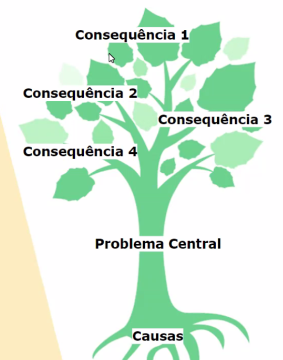 Consequência 1
Consequência 2
Consequência 3
Consequência 4
Problema Central
Causas